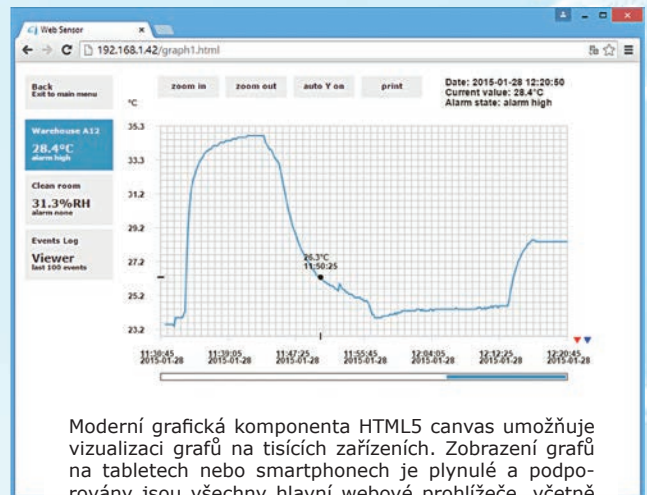 Web Sensor
192.168.1.42/graph1.html
Back
Exit to main menu
zoom in zoom out auto Y on print
Date: 2015-01-28 12:20:50
Current value: 28.4°C
Alarm state: alarm high
°C
Warehouse A12
28.4°C
alarm high
Clean room
31.3%RH
alarm none
Events Log
Viewer
last 100 events
35.3
33.3
31.2
29.2
27.2
25.2
23.2
26.3°C
11:50:25
11:30:45 11:39:05 11:47:25 11:55:45 12:04:05 12:12:25 12:20:45
2015-01-28 2015-01-28 2015-01-28 2015-01-28 2015-01-28 2015-01-28 2015-01-28
Moderní grafická komponenta HTML5 canvas umožňuje
vizualizaci grafů na tisících zařízeních. Zobrazení grafů
na tabletech nebo smartphonech je plynulé a podpo-
rovány jsou všechny hlavní webové prohlížeče, včetně